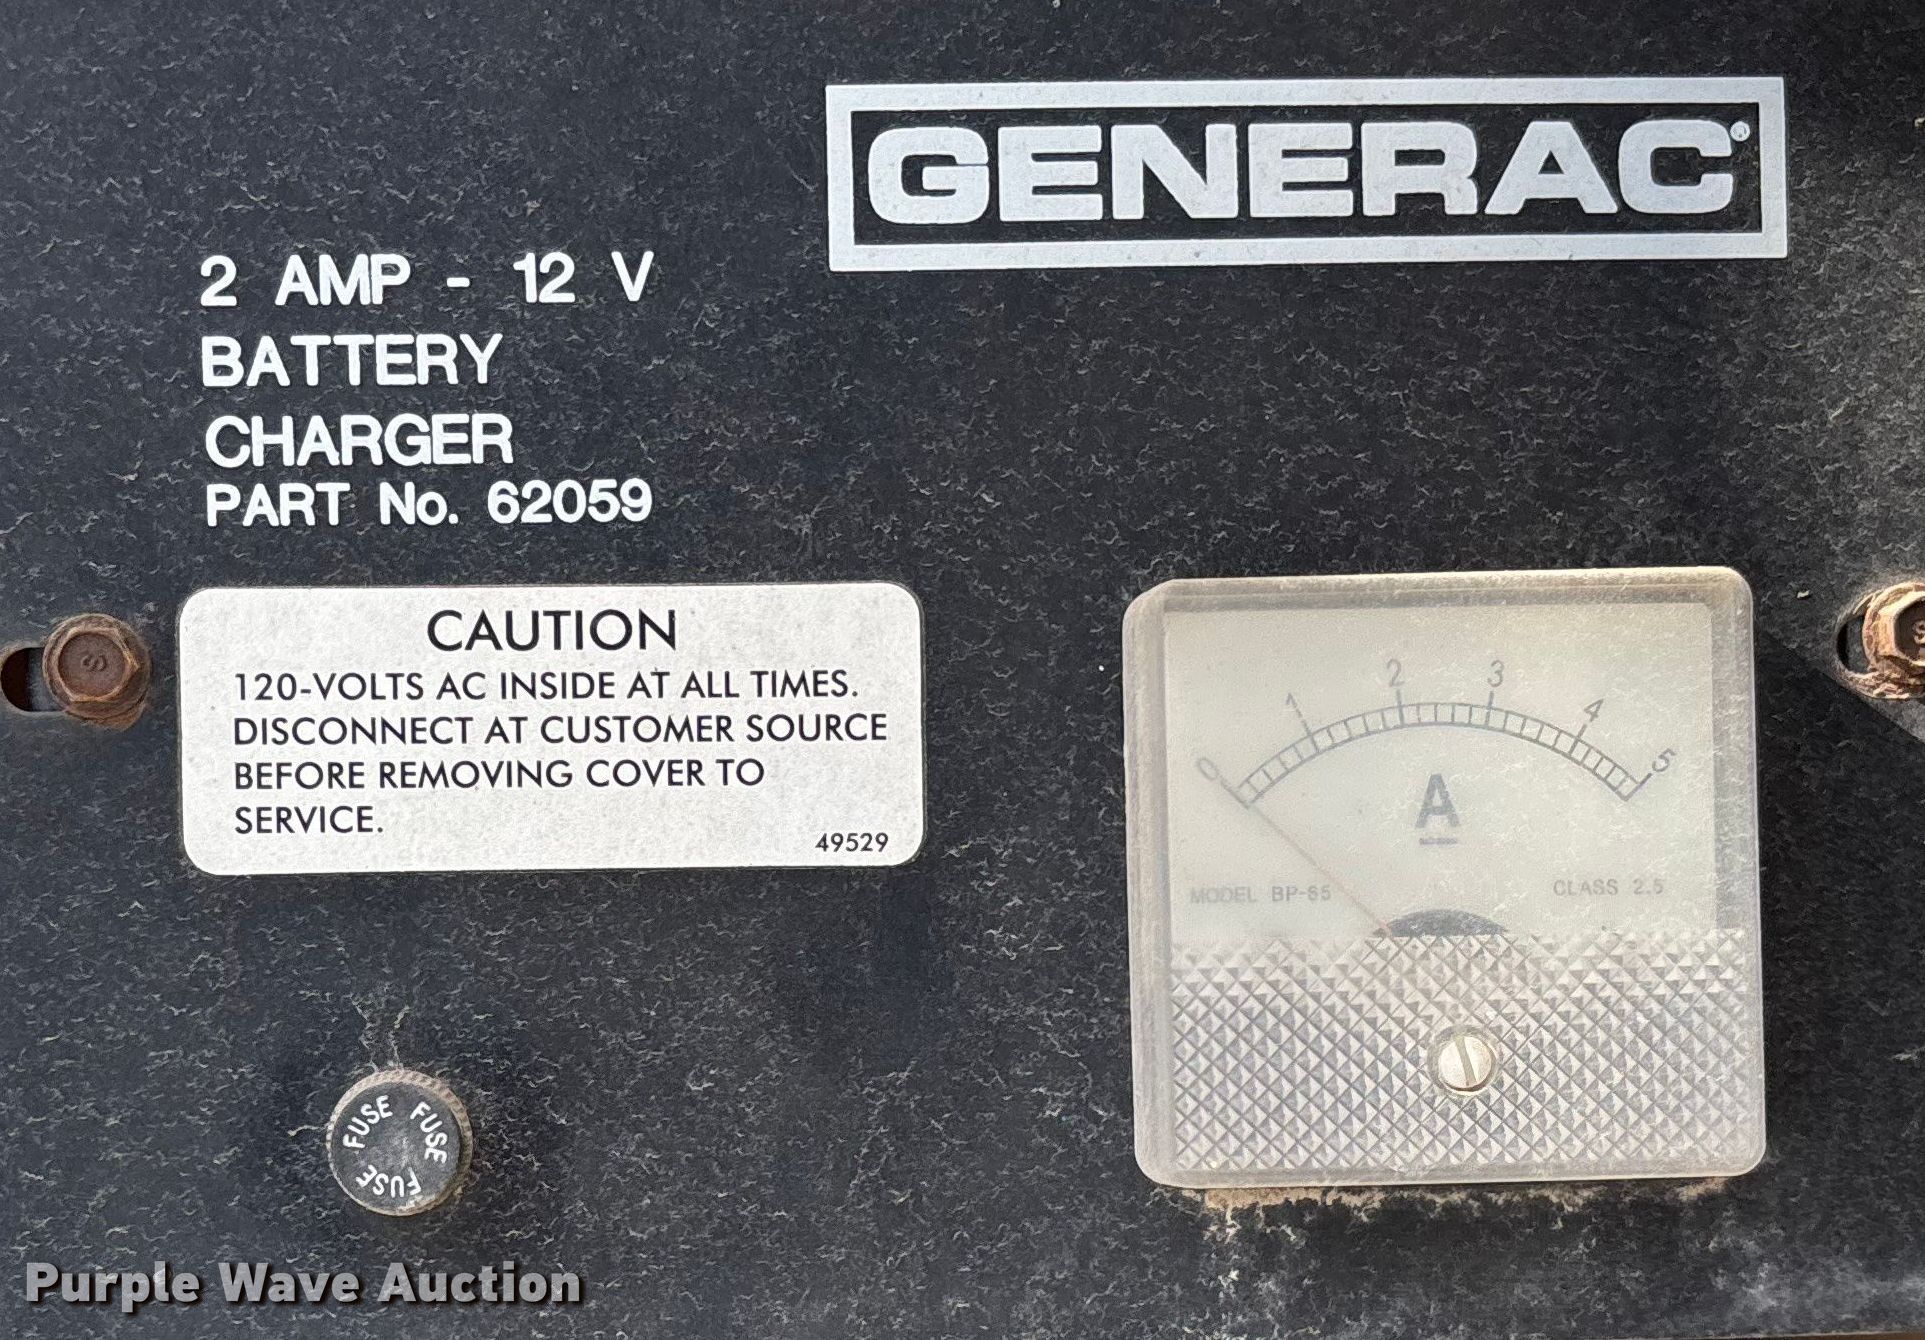 GENERAC®
2 AMP - 12 V
BATTERY
CHARGER
PART No. 62059
CAUTION
120-VOLTS AC INSIDE AT ALL TIMES.
DISCONNECT AT CUSTOMER SOURCE
BEFORE REMOVING COVER TO
SERVICE.
49529
0 1 2 3 4 5
A
MODEL BP-65 CLASS 2.5
FUSE FUSE FUSE
S
S
Purple Wave Auction